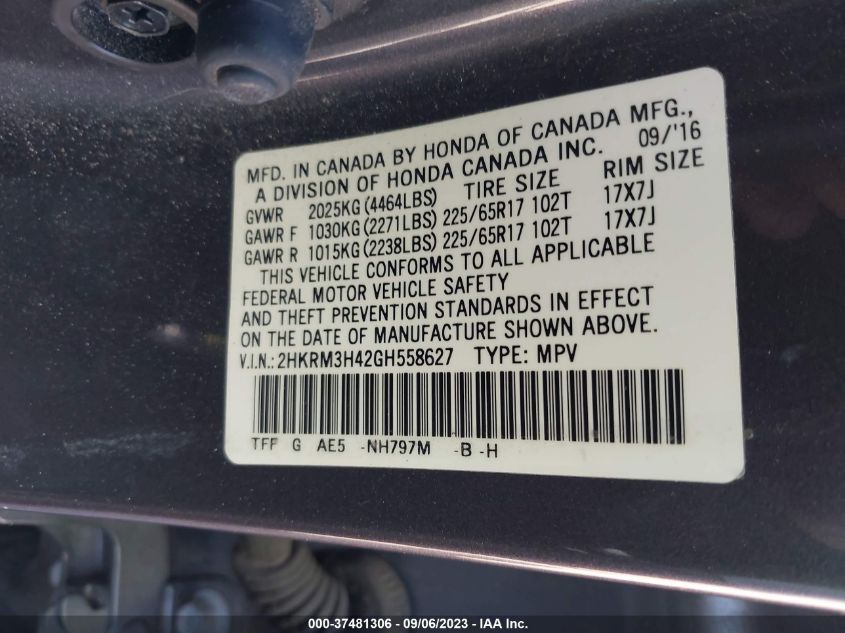 MFD. IN CANADA BY HONDA OF CANADA MFG.,
A DIVISION OF HONDA CANADA INC. 09/'16
GVWR 2025KG(4464LBS) TIRE SIZE RIM SIZE
GAWR F 1030KG(2271LBS) 225/65R17 102T 17X7J
GAWR R 1015KG(2238LBS) 225/65R17 102T 17X7J
THIS VEHICLE CONFORMS TO ALL APPLICABLE
FEDERAL MOTOR VEHICLE SAFETY
AND THEFT PREVENTION STANDARDS IN EFFECT
ON THE DATE OF MANUFACTURE SHOWN ABOVE.
V.I.N.: 2HKRM3H42GH558627 TYPE: MPV
TFF G AE5 -NH797M -B -H
000-37481306 - 09/06/2023 - IAA Inc.